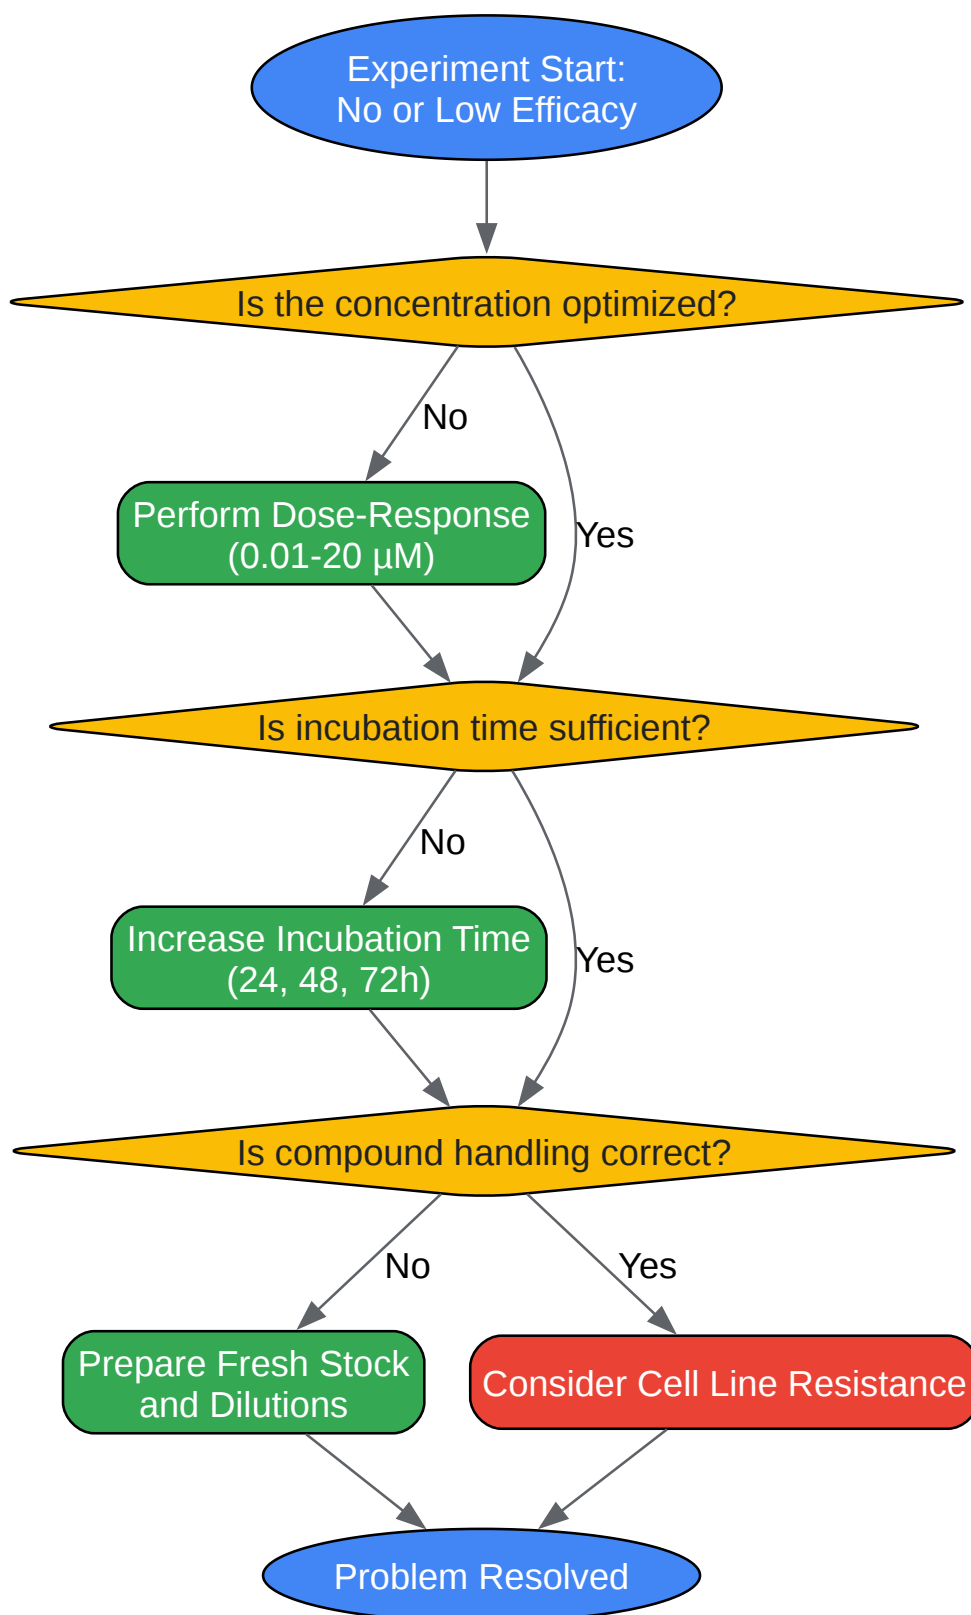 Experiment Start:
No or Low Efficacy
Is the concentration optimized?
No
Perform Dose-Response
(0.01-20 µM)
Yes
Is incubation time sufficient?
No
Increase Incubation Time
(24, 48, 72h)
Yes
Is compound handling correct?
No
Yes
Prepare Fresh Stock
and Dilutions
Consider Cell Line Resistance
Problem Resolved